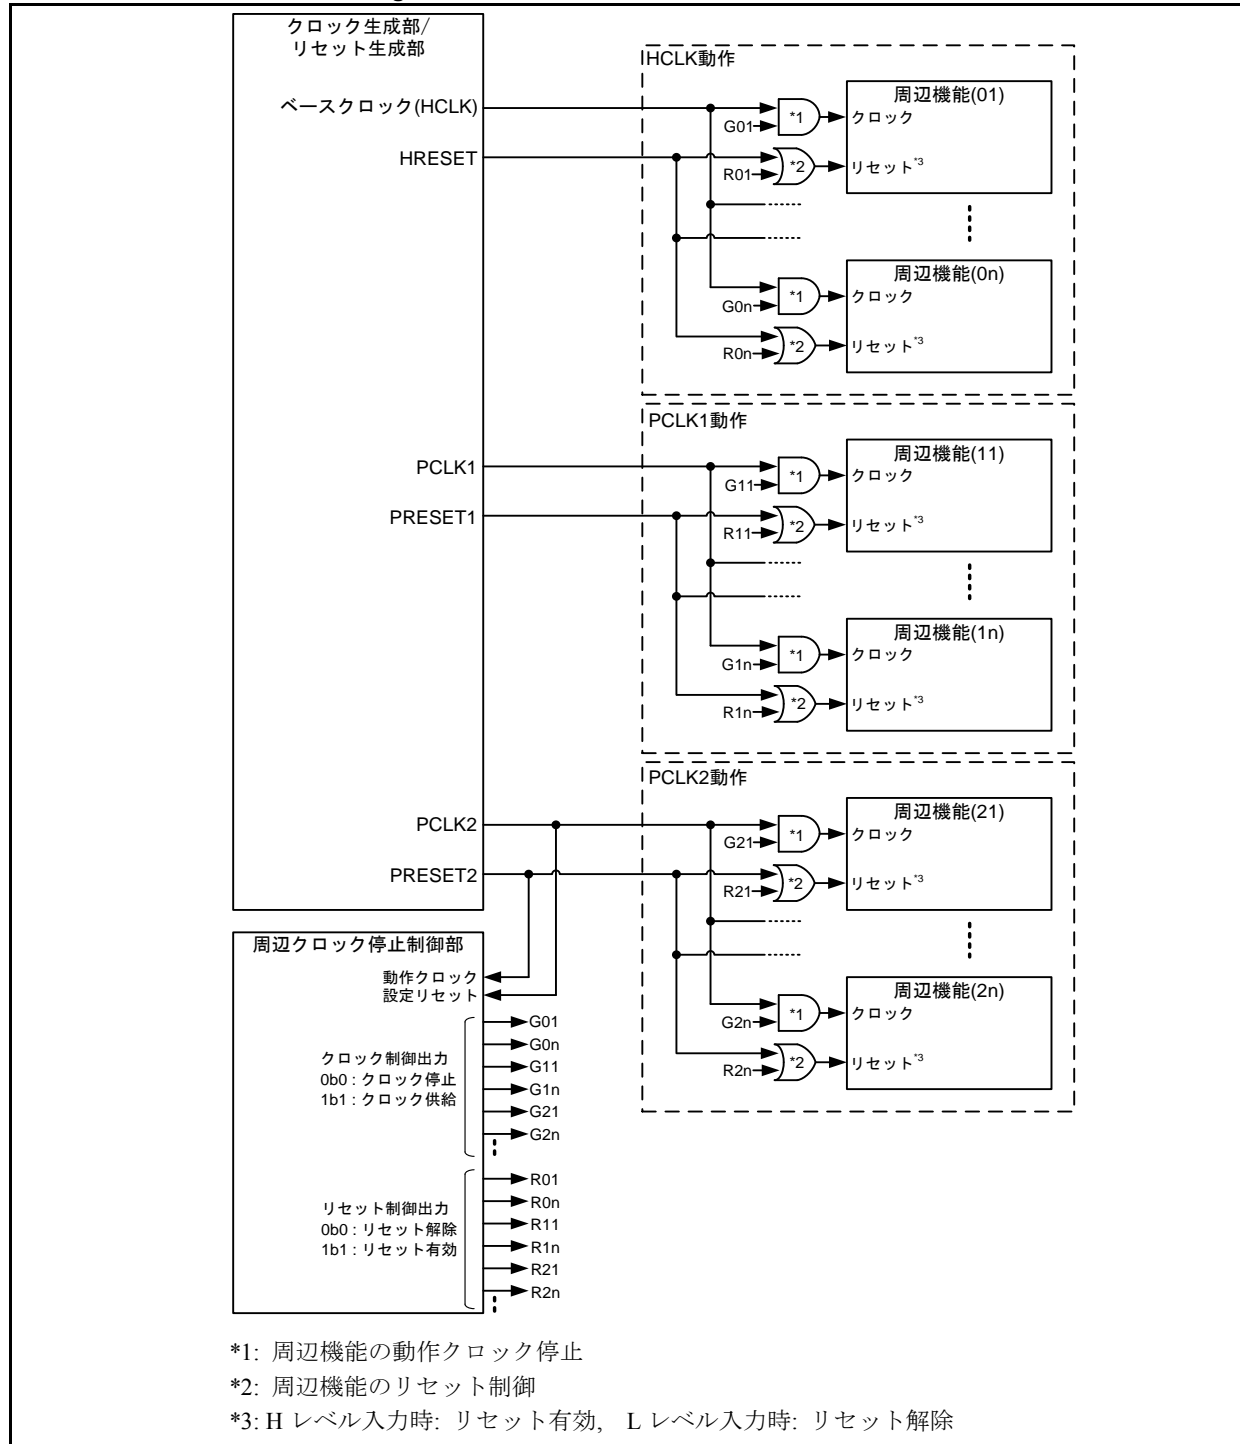 クロック生成部/
リセット生成部
ベースクロック(HCLK)
HRESET
PCLK1
PRESET1
PCLK2
PRESET2
HCLK動作
周辺機能(01)
G01
*1
クロック
R01
*2
リセット*3
周辺機能(0n)
G0n
*1
クロック
R0n
*2
リセット*3
PCLK1動作
周辺機能(11)
G11
*1
クロック
R11
*2
リセット*3
周辺機能(1n)
G1n
*1
クロック
R1n
*2
リセット*3
PCLK2動作
周辺機能(21)
G21
*1
クロック
R21
*2
リセット*3
周辺機能(2n)
G2n
*1
クロック
R2n
*2
リセット*3
周辺クロック停止制御部
動作クロック
設定リセット
クロック制御出力
0b0 : クロック停止
1b1 : クロック供給
G01
G0n
G11
G1n
G21
G2n
リセット制御出力
0b0 : リセット解除
1b1 : リセット有効
R01
R0n
R11
R1n
R21
R2n
*1: 周辺機能の動作クロック停止
*2: 周辺機能のリセット制御
*3: H レベル入力時: リセット有効, L レベル入力時: リセット解除